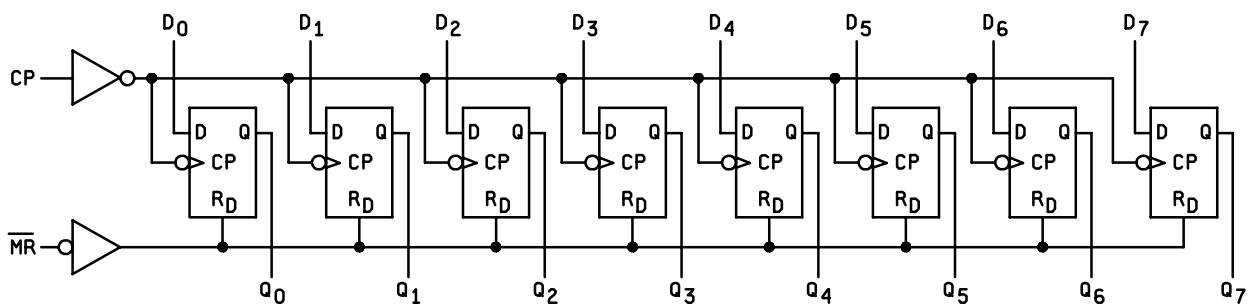 D0 D1 D2 D3 D4 D5 D6 D7
CP
D Q D Q D Q D Q D Q D Q D Q D Q
CP CP CP CP CP CP CP CP
RD RD RD RD RD RD RD RD
M̅R̅
Q0 Q1 Q2 Q3 Q4 Q5 Q6 Q7